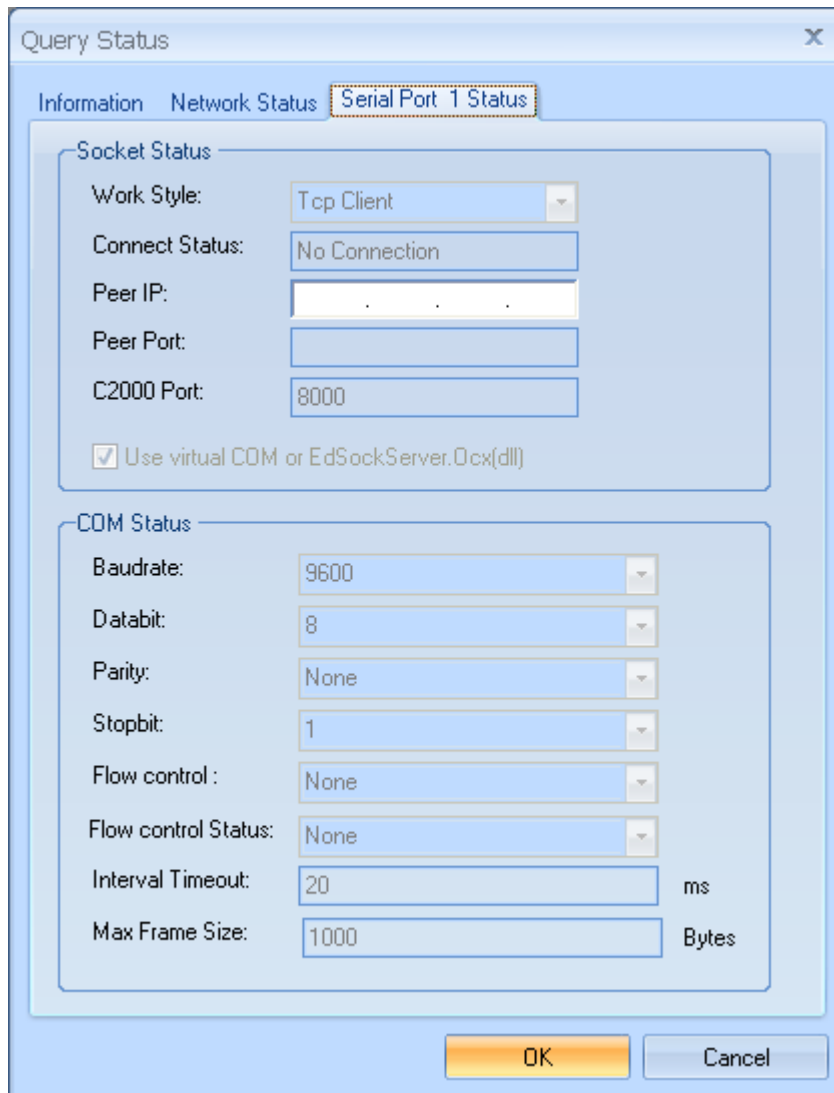 Query Status
Information Network Status Serial Port 1 Status
Socket Status
Work Style: Tcp Client
Connect Status: No Connection
Peer IP: . . .
Peer Port:
C2000 Port: 8000
Use virtual COM or EdSockServer.Ocx(dll)
COM Status
Baudrate: 9600
Databit: 8
Parity: None
Stopbit: 1
Flow control : None
Flow control Status: None
Interval Timeout: 20 ms
Max Frame Size: 1000 Bytes
OK Cancel